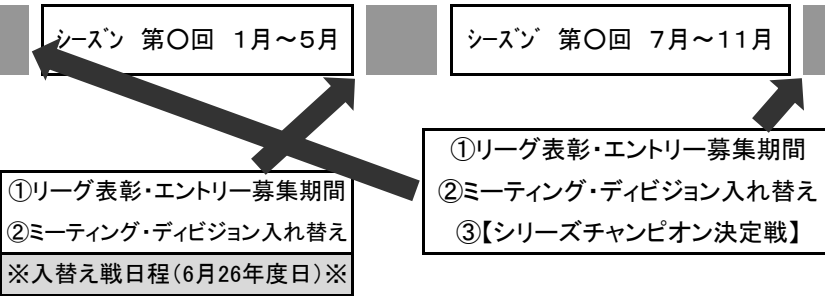 シーズン 第〇回 1月～5月
シーズン 第〇回 7月～11月
①リーグ表彰・エントリー募集期間
②ミーティング・ディビジョン入れ替え
③【シリーズチャンピオン決定戦】
①リーグ表彰・エントリー募集期間
②ミーティング・ディビジョン入れ替え
※入替え戦日程(6月26年度日)※